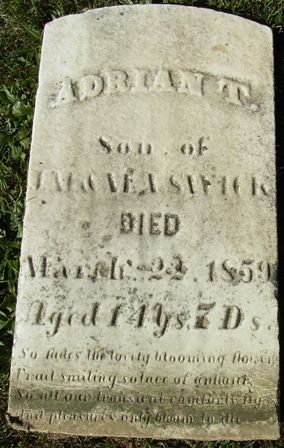 ADRIAN T.
Son of
SWICK
DIED
March 22, 1859
Aged 14 Ys, 7 Ds.
So fades the lovely blooming flower
Frail smiling solace of an hour
So all our transient comforts fly
And pleasures only bloom to die